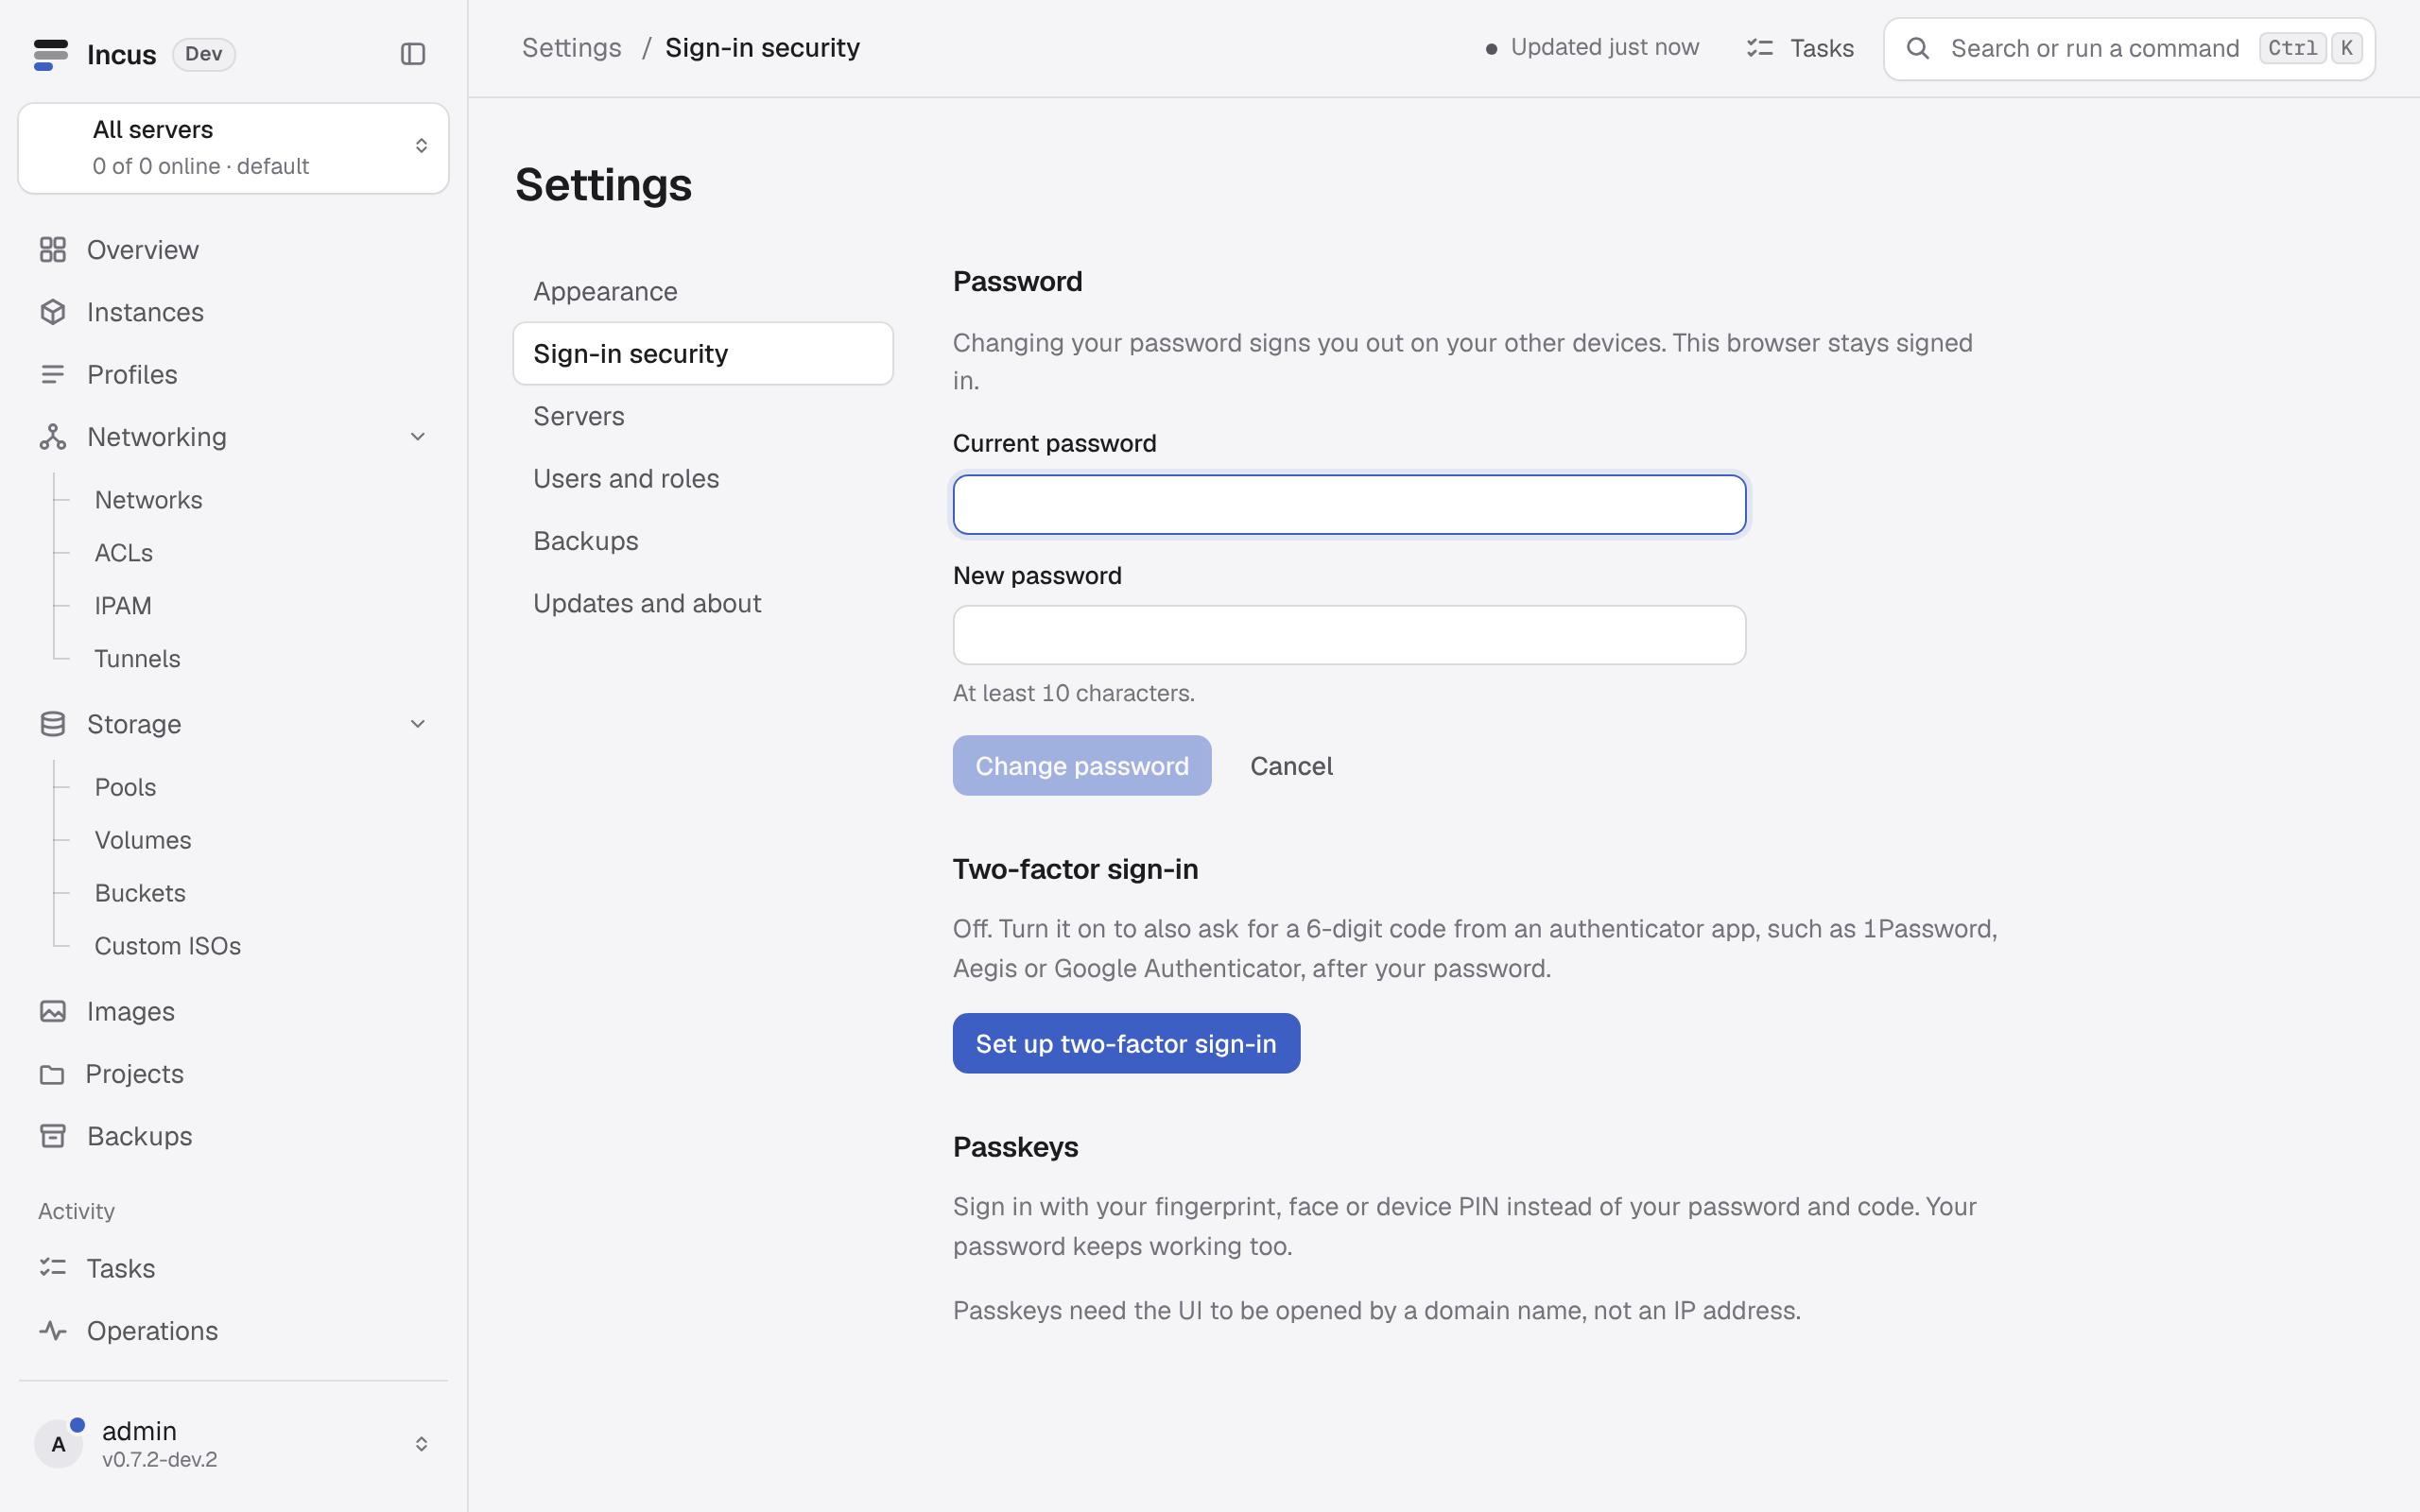 Incus Dev
All servers
0 of 0 online · default
Overview
Instances
Profiles
Networking
Networks
ACLs
IPAM
Tunnels
Storage
Pools
Volumes
Buckets
Custom ISOs
Images
Projects
Backups
Activity
Tasks
Operations
A
admin
v0.7.2-dev.2
Settings / Sign-in security
Updated just now
Tasks
Search or run a command Ctrl K
Settings
Appearance
Sign-in security
Servers
Users and roles
Backups
Updates and about
Password
Changing your password signs you out on your other devices. This browser stays signed
in.
Current password
New password
At least 10 characters.
Change password Cancel
Two-factor sign-in
Off. Turn it on to also ask for a 6-digit code from an authenticator app, such as 1Password,
Aegis or Google Authenticator, after your password.
Set up two-factor sign-in
Passkeys
Sign in with your fingerprint, face or device PIN instead of your password and code. Your
password keeps working too.
Passkeys need the UI to be opened by a domain name, not an IP address.